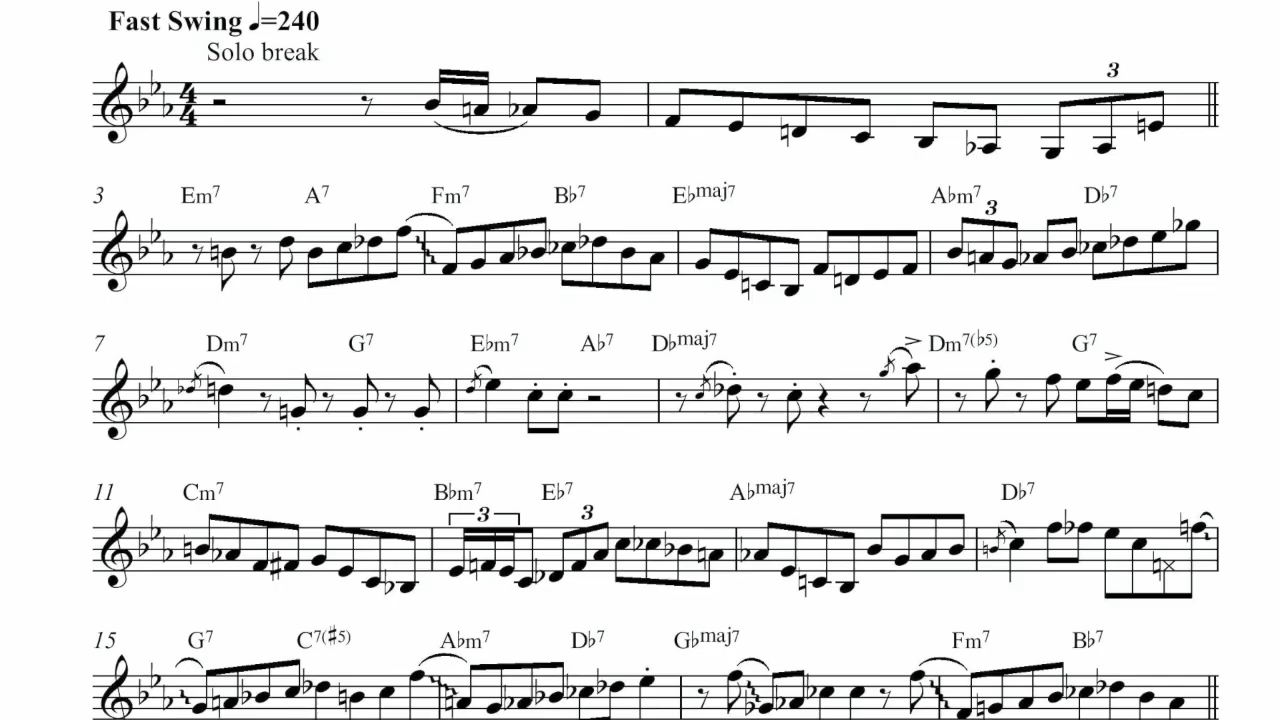 Fast Swing ♩=240
Solo break
4/4
3
3 Em7 A7 Fm7 B♭7 E♭maj7 A♭m7 D♭7
3
7 Dm7 G7 E♭m7 A♭7 D♭maj7 Dm7(♭5) G7
11 Cm7 B♭m7 E♭7 A♭maj7 D♭7
3 3
15 G7 C7(♯5) A♭m7 D♭7 G♭maj7 Fm7 B♭7